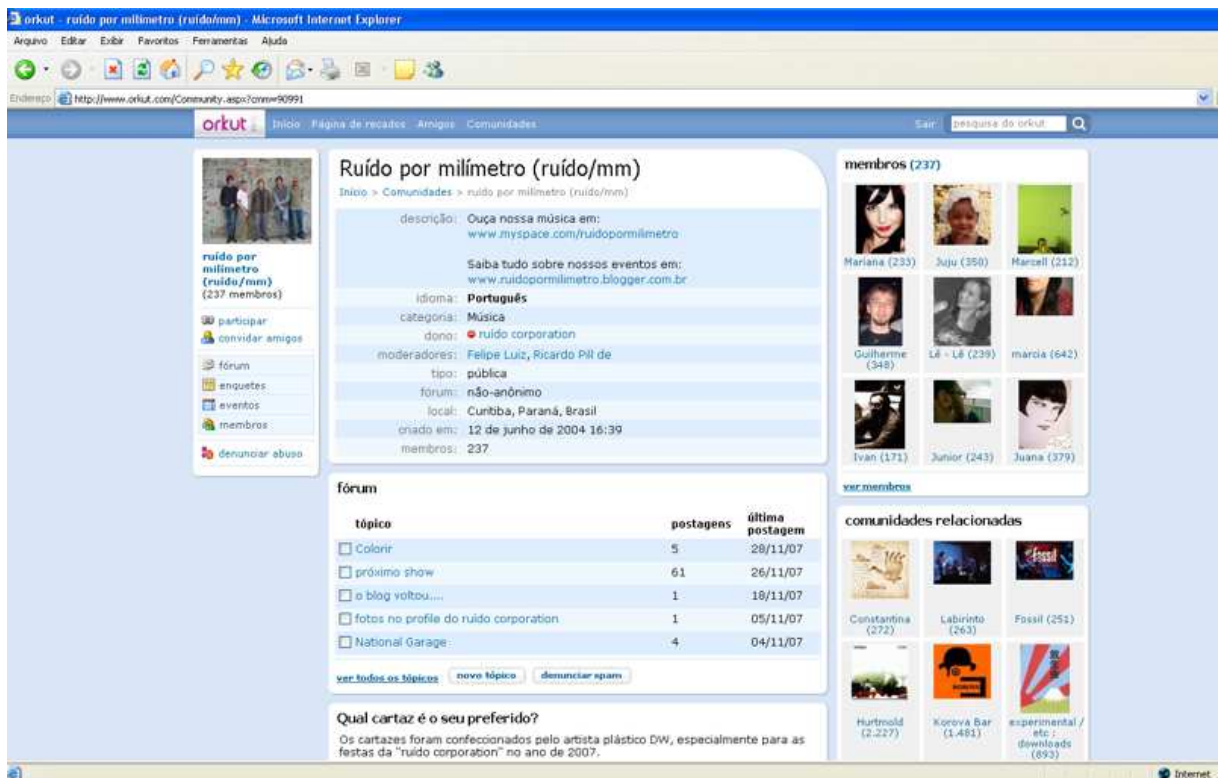 orkut - ruído por milímetro (ruído/mm) - Microsoft Internet Explorer
Arquivo Editar Exibir Favoritos Ferramentas Ajuda
Endereço http://www.orkut.com/Community.aspx?cmm=90991
orkut Início Página de recados Amigos Comunidades Sair pesquisa do orkut
ruído por
milímetro
(ruído/mm)
(237 membros)
participar
convidar amigos
fórum
enquetes
eventos
membros
denunciar abuso
Ruído por milímetro (ruído/mm)
Início > Comunidades > ruído por milímetro (ruído/mm)
descrição: Ouça nossa música em:
www.myspace.com/ruidopormilimetro
Saiba tudo sobre nossos eventos em:
www.ruidopormilimetro.blogger.com.br
idioma: Português
categoria: Música
dono: ruído corporation
moderadores: Felipe Luiz, Ricardo Pill de
tipo: pública
fórum: não-anônimo
local: Curitiba, Paraná, Brasil
criado em: 12 de junho de 2004 16:39
membros: 237
fórum
tópico postagens última
postagem
Colorir 5 28/11/07
próximo show 61 26/11/07
o blog voltou.... 1 18/11/07
fotos no profile do ruído corporation 1 05/11/07
National Garage 4 04/11/07
ver todos os tópicos novo tópico denunciar spam
Qual cartaz é o seu preferido?
Os cartazes foram confeccionados pelo artista plástico DW, especialmente para as
festas da "ruído corporation" no ano de 2007.
membros (237)
Mariana (233) Juju (350) Marcell (212)
Guilherme
(348) Lê - Lê (239) marcia (642)
Ivan (171) Junior (243) Juana (379)
ver membros
comunidades relacionadas
fossil
Constantina
(272) Labirinto
(263) Fossil (251)
Hurtmold
(2.227) Korova Bar
(1.481) experimental /
etc ;
downloads
(893)
Internet